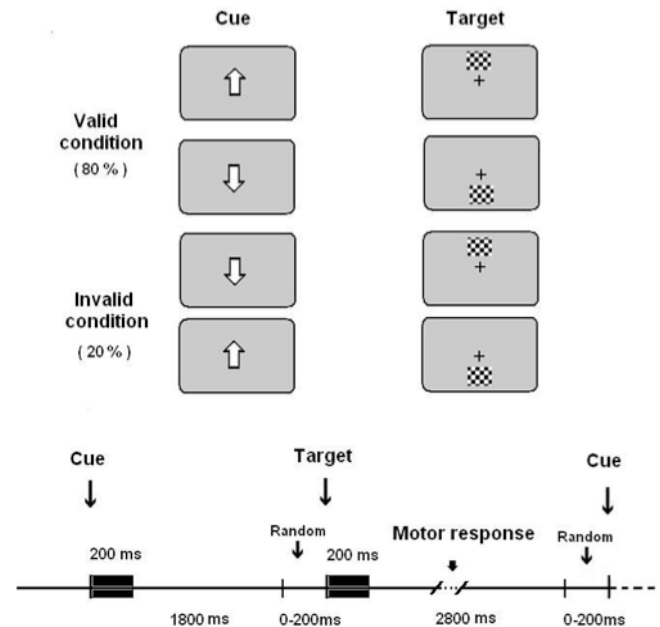 Cue Target
Valid
condition
( 80 % )
Invalid
condition
( 20 % )
Cue Target Cue
Random Motor response Random
200 ms 200 ms
1800 ms 0-200ms 2800 ms 0-200ms